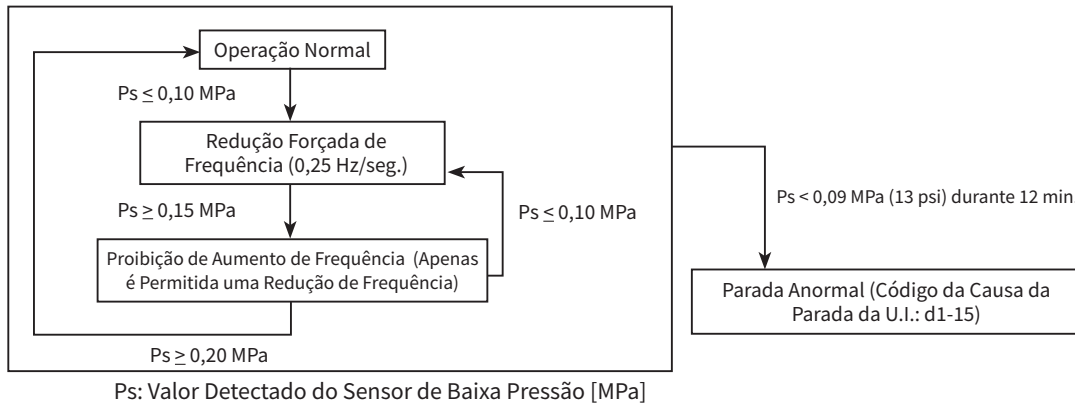 Operação Normal
Ps ≤ 0,10 MPa
Redução Forçada de
Frequência (0,25 Hz/seg.)
Ps ≥ 0,15 MPa
Ps ≤ 0,10 MPa
Proibição de Aumento de Frequência (Apenas
é Permitida uma Redução de Frequência)
Ps ≥ 0,20 MPa
Ps < 0,09 MPa (13 psi) durante 12 min.
Parada Anormal (Código da Causa da
Parada da U.I.: d1-15)
Ps: Valor Detectado do Sensor de Baixa Pressão [MPa]